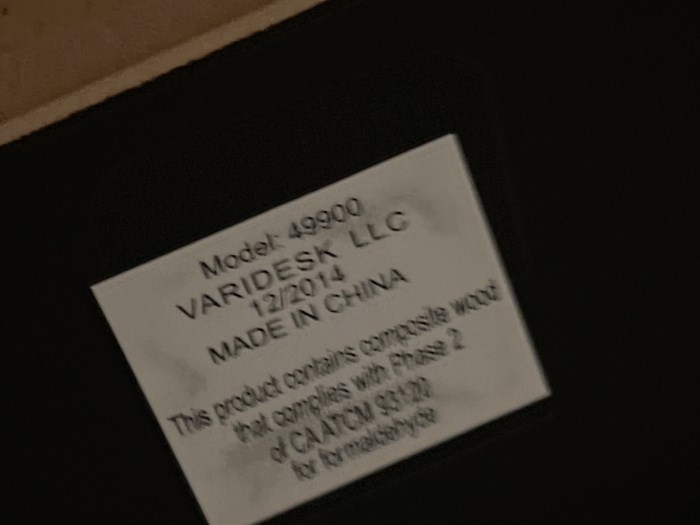 Model: 49900
VARIDESK LLC
12/2014
MADE IN CHINA
This product contains composite wood
that complies with Phase 2
of CA ATCM 93120
for formaldehyde